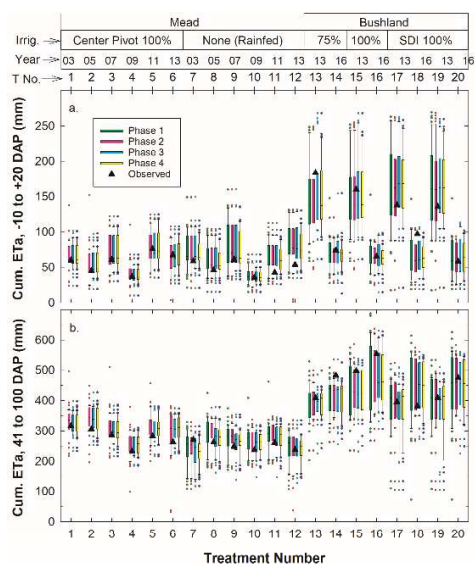 Mead Bushland
Irrig. Center Pivot 100% None (Rainfed) 75% 100% SDI 100%
Year 03 05 07 09 11 13 03 05 07 09 11 13 13 16 13 16 13 16 13 16
T No. 1 2 3 4 5 6 7 8 9 10 11 12 13 14 15 16 17 18 19 20
Cum. ETa, -10 to +20 DAP (mm)
250
200
150
100
50
0
a.
Phase 1
Phase 2
Phase 3
Phase 4
Observed
Cum. ETa, 41 to 100 DAP (mm)
600
500
400
300
200
100
0
b.
1 2 3 4 5 6 7 8 9 10 11 12 13 14 15 16 17 18 19 20
Treatment Number